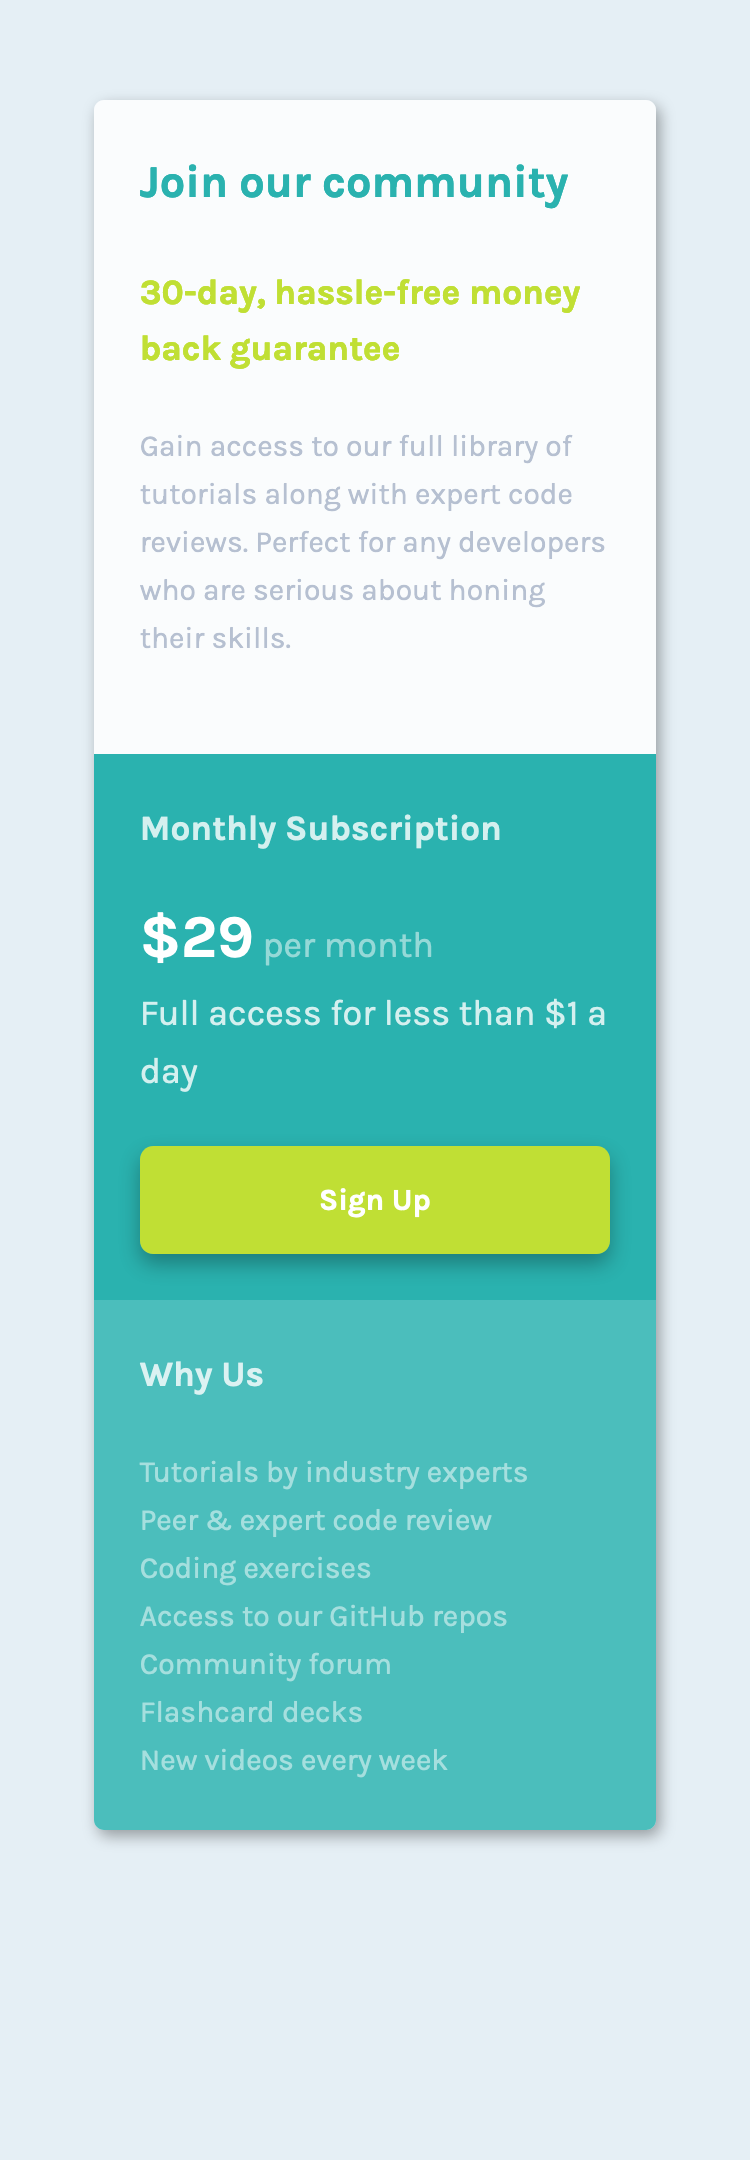 Join our community
30-day, hassle-free money
back guarantee
Gain access to our full library of
tutorials along with expert code
reviews. Perfect for any developers
who are serious about honing
their skills.
Monthly Subscription
$29 per month
Full access for less than $1 a
day
Sign Up
Why Us
Tutorials by industry experts
Peer & expert code review
Coding exercises
Access to our GitHub repos
Community forum
Flashcard decks
New videos every week